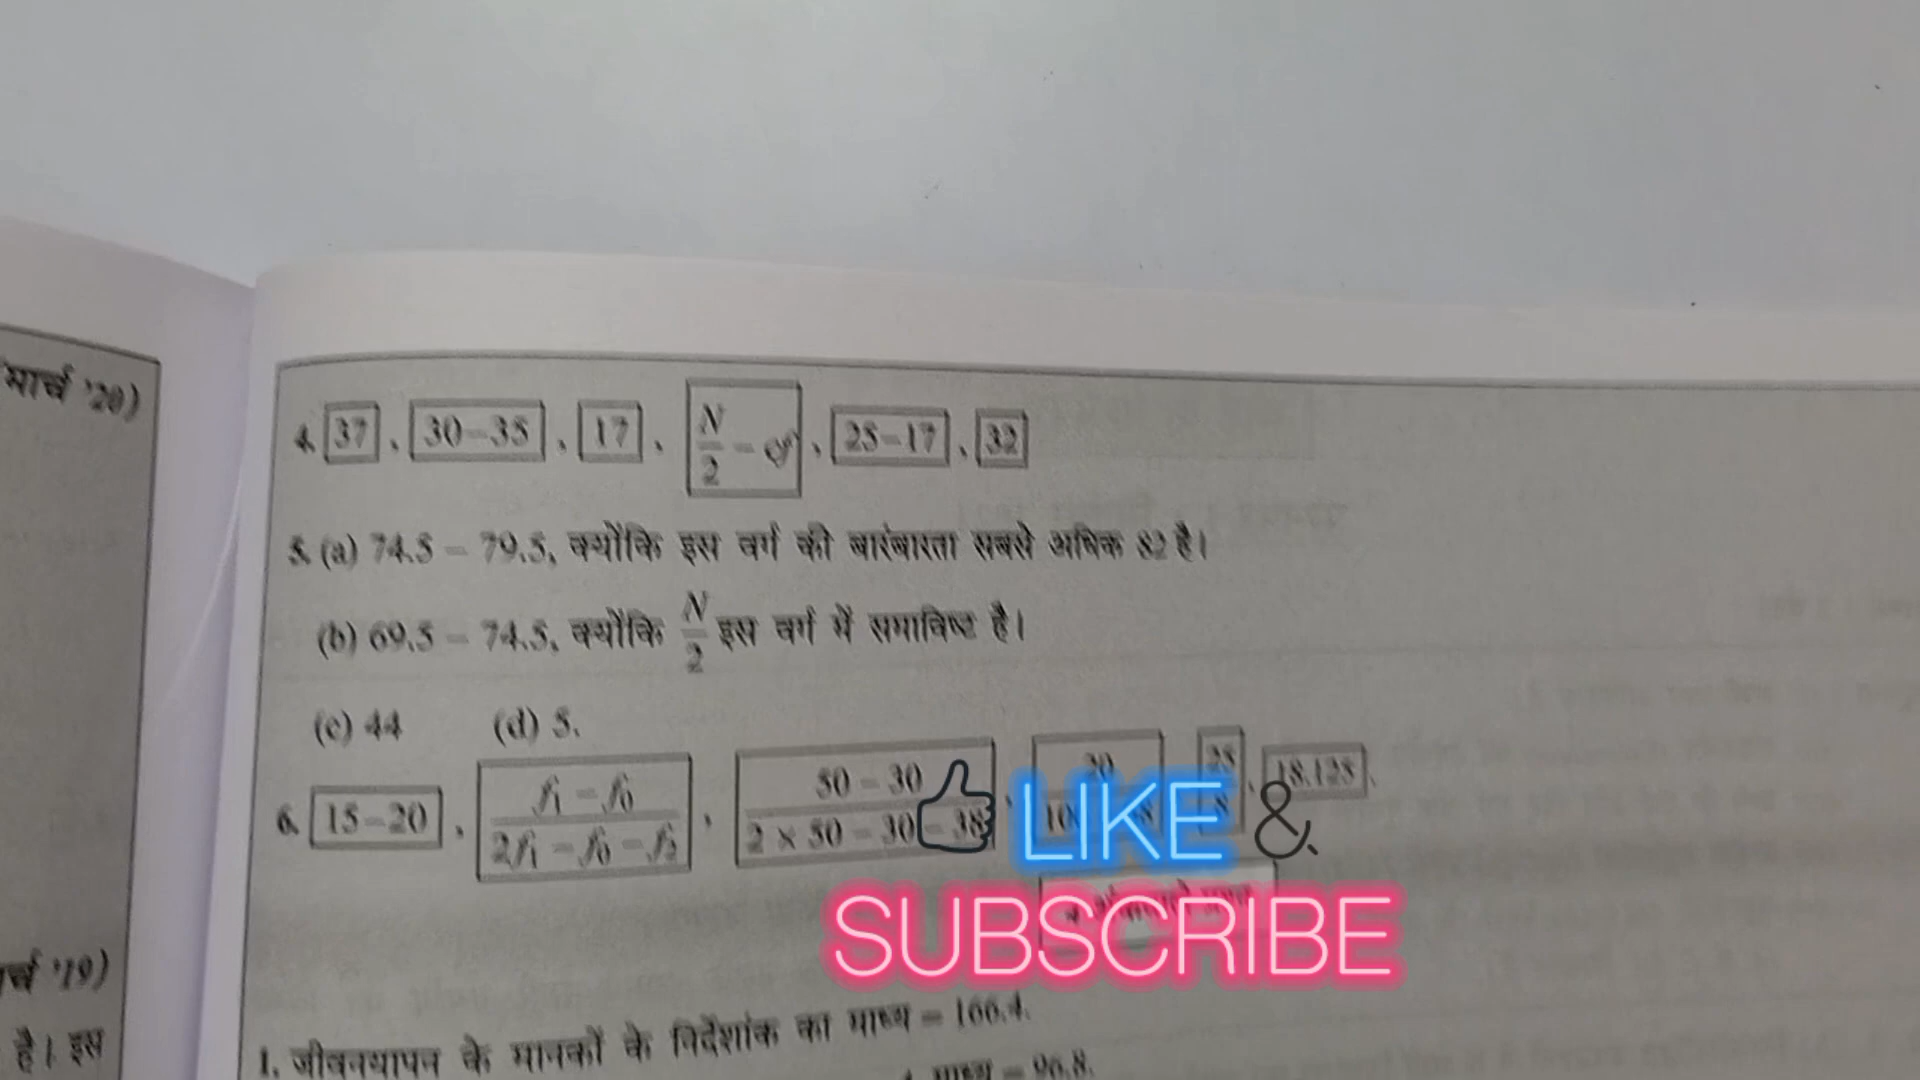 मार्च '20)
4. 37, 30-35, 17, N/2 - cf, 25-17, 32
5. (a) 74.5 - 79.5, क्योंकि इस वर्ग की बारंबारता सबसे अधिक 82 है।
(b) 69.5 - 74.5, क्योंकि N/2 इस वर्ग में समाविष्ट है।
(c) 44 (d) 5.
6. 15-20, f₁ - f₀ / 2f₁ - f₀ - f₂, 50 - 30 / 2 × 50 - 30 - 38, 20, 25/8, 18.125.
LIKE &
SUBSCRIBE
'19)
है। इस
1. जीवनयापन के मानकों के निर्देशांक का माध्य = 166.4.
माध्य = 96.8.